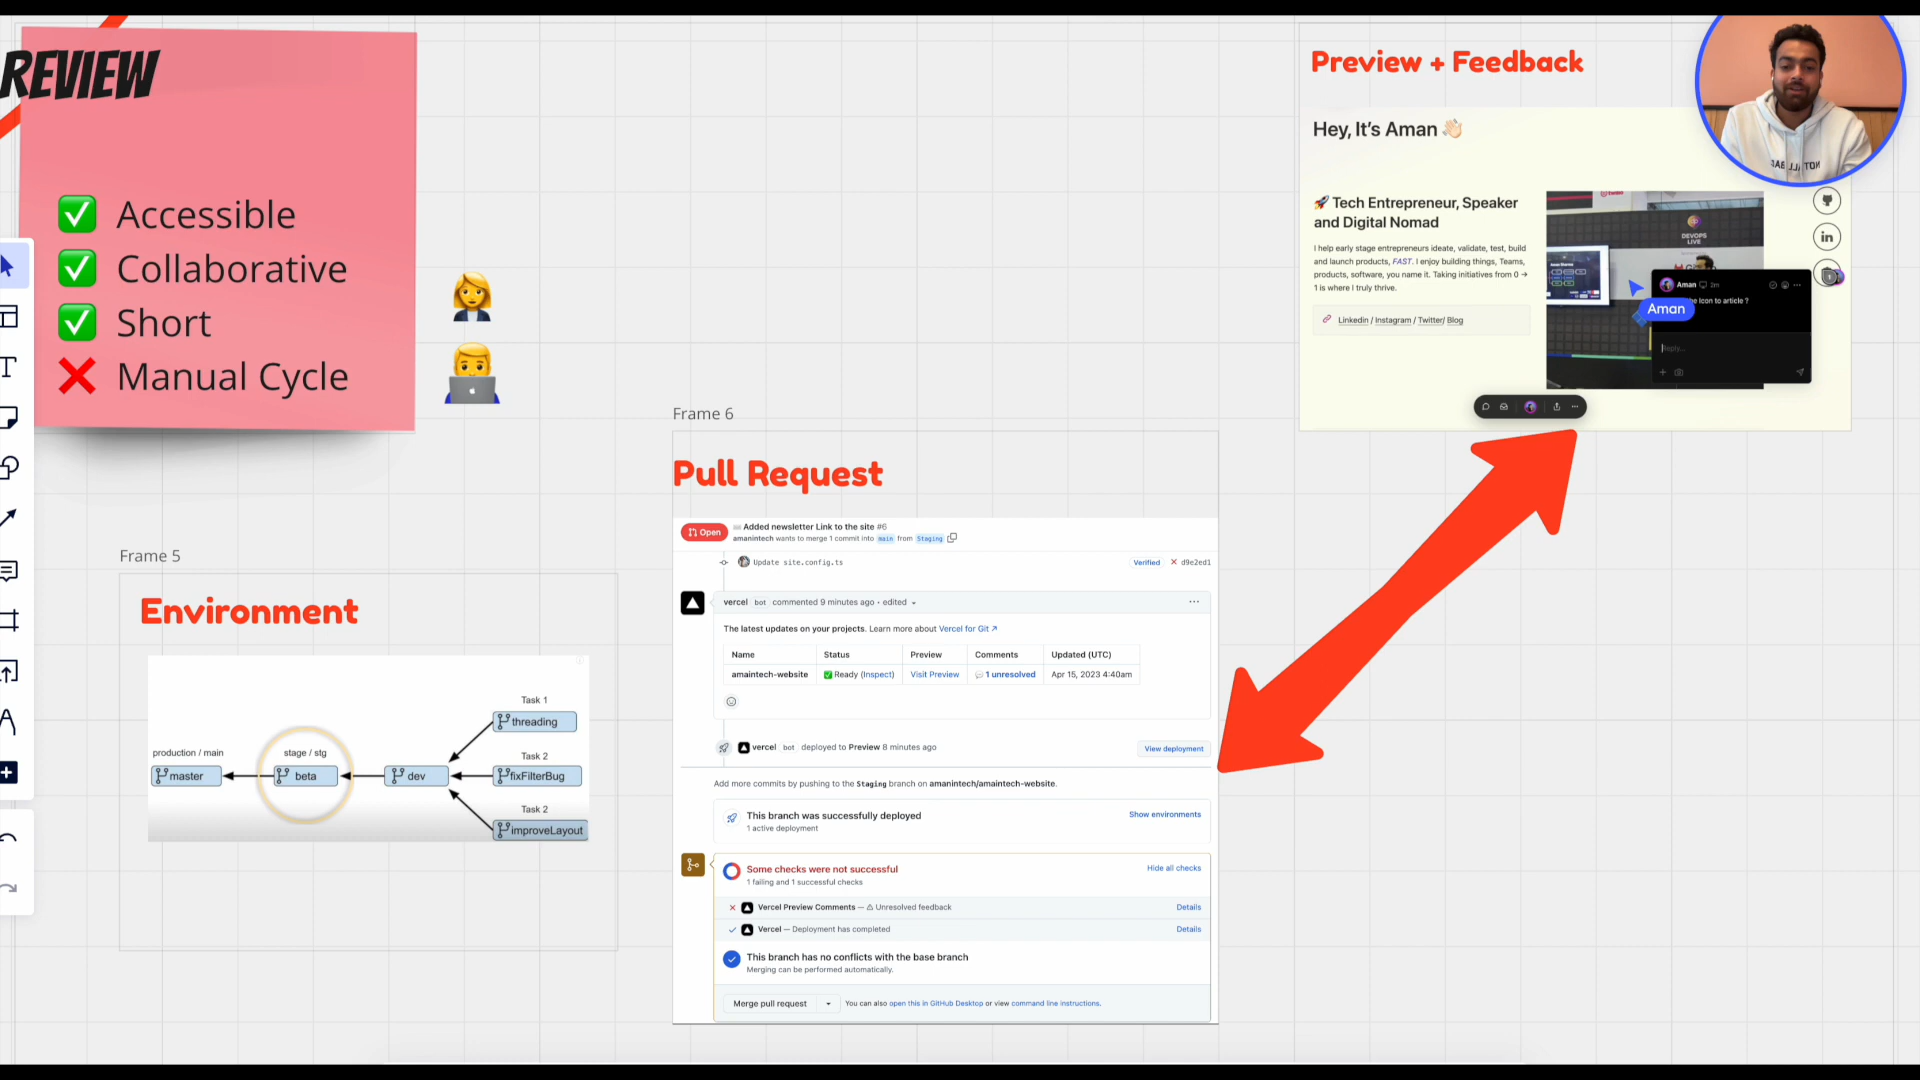 REVIEW
✅ Accessible
✅ Collaborative
✅ Short
❌ Manual Cycle
Frame 5
Environment
production / main
master
stage / stg
beta
dev
Task 1
threading
Task 2
fixFilterBug
Task 2
improveLayout
Frame 6
Pull Request
Open
Added newsletter Link to the site #6
amanintech wants to merge 1 commit into main from Staging
Update site.config.ts
Verified
d9e2ed1
vercel bot commented 9 minutes ago • edited
The latest updates on your projects. Learn more about Vercel for Git ↗
Name Status Preview Comments Updated (UTC)
amaintech-website ✅ Ready (Inspect) Visit Preview 💬 1 unresolved Apr 15, 2023 4:40am
vercel bot deployed to Preview 8 minutes ago
View deployment
Add more commits by pushing to the Staging branch on amanintech/amaintech-website.
This branch was successfully deployed
1 active deployment
Show environments
Some checks were not successful
1 failing and 1 successful checks
Hide all checks
Vercel Preview Comments — ⚠ Unresolved feedback
Details
Vercel — Deployment has completed
Details
This branch has no conflicts with the base branch
Merging can be performed automatically.
Merge pull request
You can also open this in GitHub Desktop or view command line instructions.
Preview + Feedback
Hey, It’s Aman 👋🏻
🚀 Tech Entrepreneur, Speaker
and Digital Nomad
I help early stage entrepreneurs ideate, validate, test, build
and launch products, FAST. I enjoy building things, Teams,
products, software, you name it. Taking initiatives from 0 →
1 is where I truly thrive.
Linkedin / Instagram / Twitter/ Blog
DEVOPS
LIVE
Aman 2m
Icon to article ?
Aman
Reply...